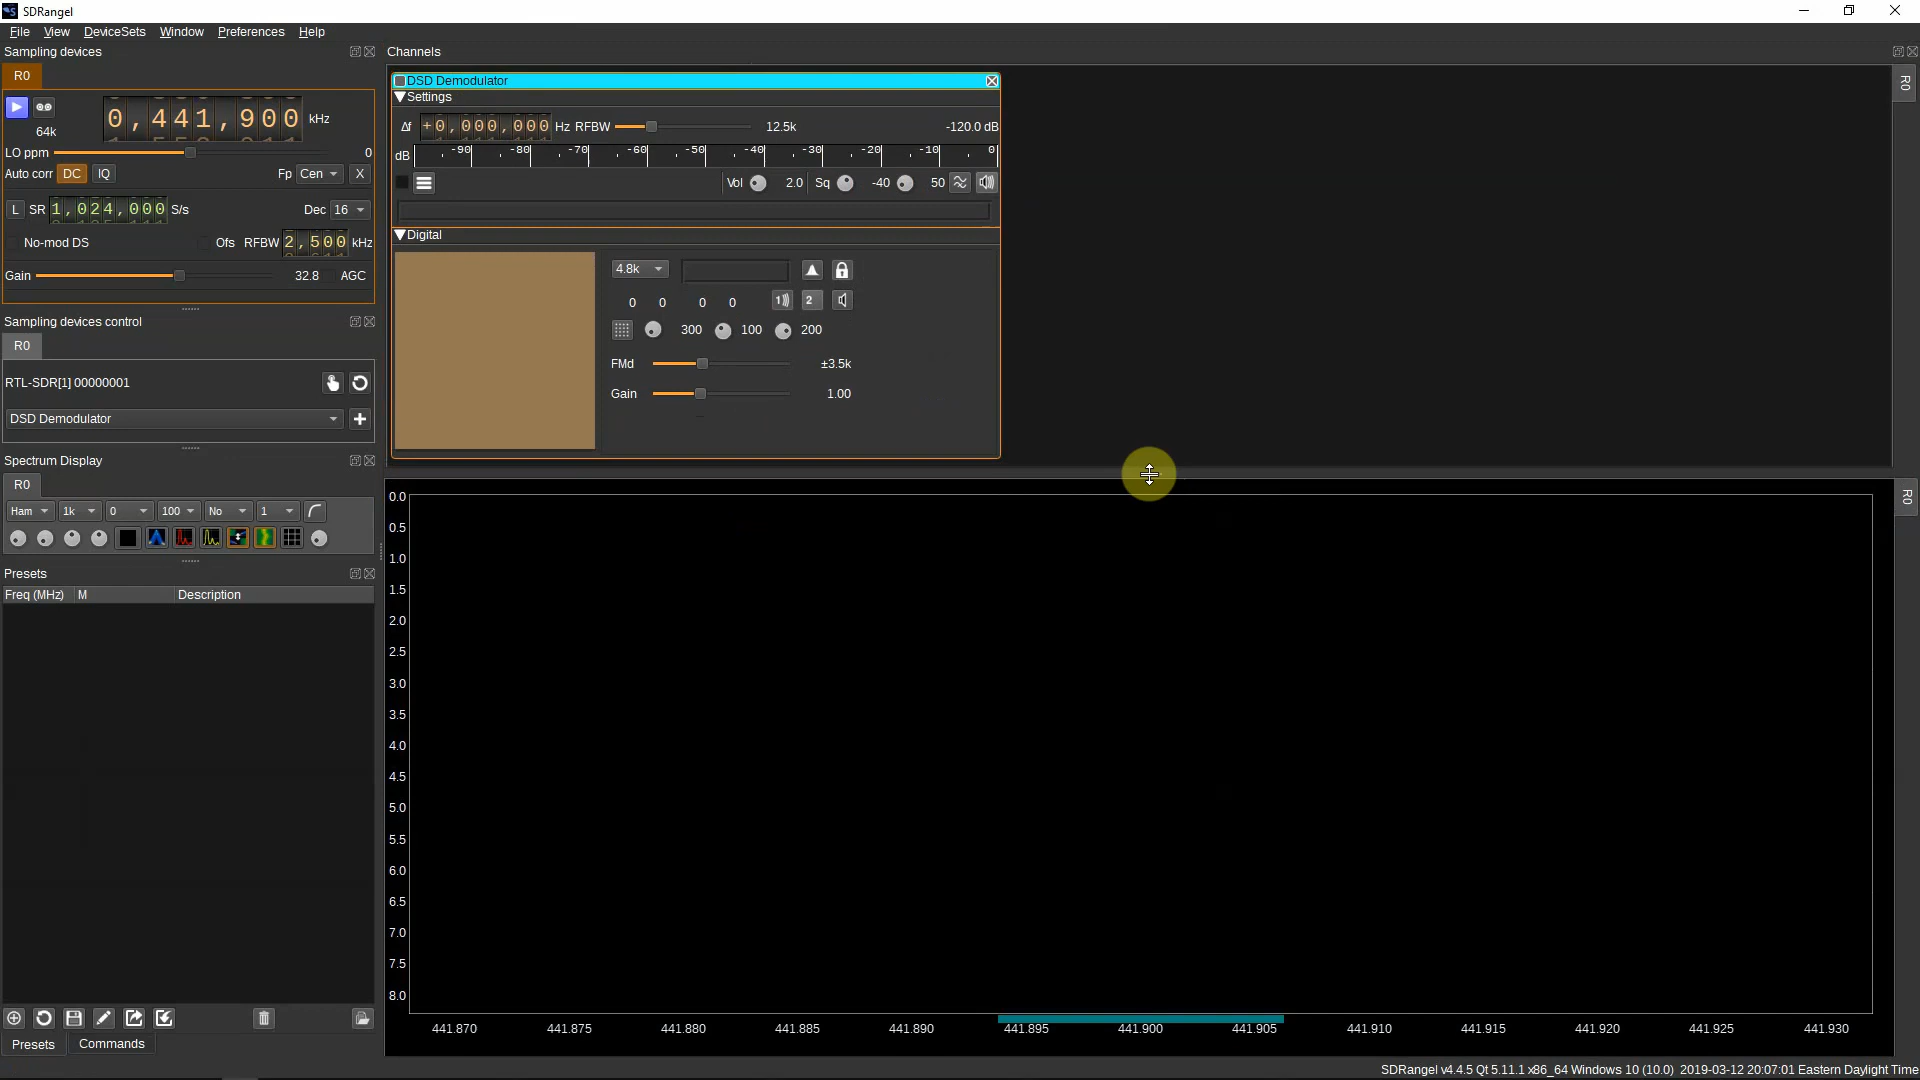 SDRangel
File View DeviceSets Window Preferences Help
Sampling devices
R0
0,441,900 kHz
64k
LO ppm 0
Auto corr DC IQ Fp Cen X
L SR 1,024,000 S/s Dec 16
No-mod DS Ofs RFBW 2,500 kHz
Gain 32.8 AGC
Sampling devices control
R0
RTL-SDR[1] 00000001
DSD Demodulator
Spectrum Display
R0
Ham 1k 0 100 No 1
Presets
Freq (MHz) M Description
Presets Commands
Channels
R0
DSD Demodulator
Settings
Δf +0,000,000 Hz RFBW 12.5k -120.0 dB
dB -90 -80 -70 -60 -50 -40 -30 -20 -10 0
Vol 2.0 Sq -40 50
Digital
4.8k
0 0 0 0 1 2
300 100 200
FMd ±3.5k
Gain 1.00
R0
0.0
0.5
1.0
1.5
2.0
2.5
3.0
3.5
4.0
4.5
5.0
5.5
6.0
6.5
7.0
7.5
8.0
441.870 441.875 441.880 441.885 441.890 441.895 441.900 441.905 441.910 441.915 441.920 441.925 441.930
SDRangel v4.4.5 Qt 5.11.1 x86_64 Windows 10 (10.0) 2019-03-12 20:07:01 Eastern Daylight Time